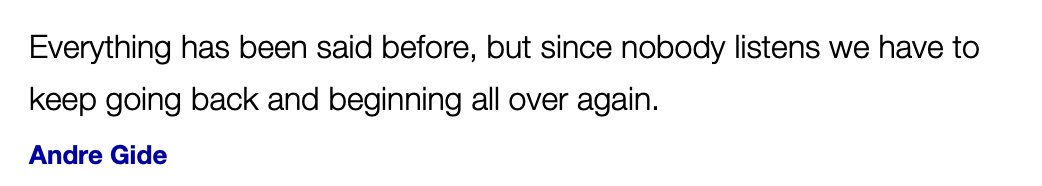 Everything has been said before, but since nobody listens we have to
keep going back and beginning all over again.
Andre Gide